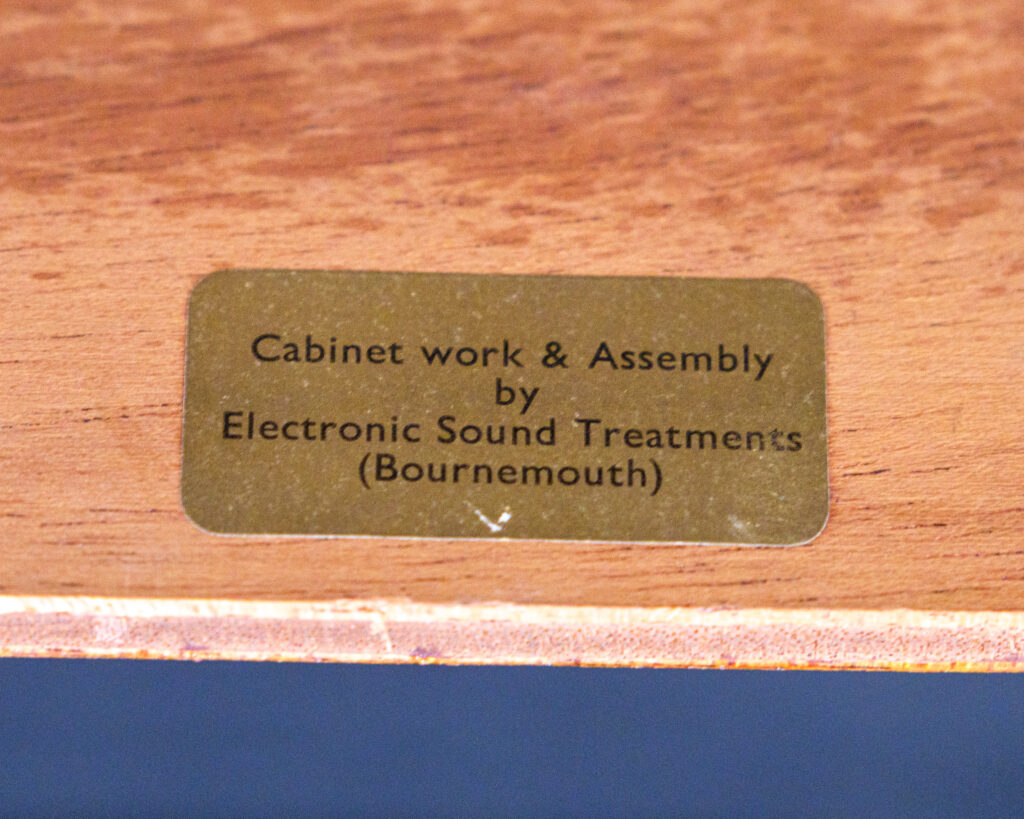 Cabinet work & Assembly
by
Electronic Sound Treatments
(Bournemouth)